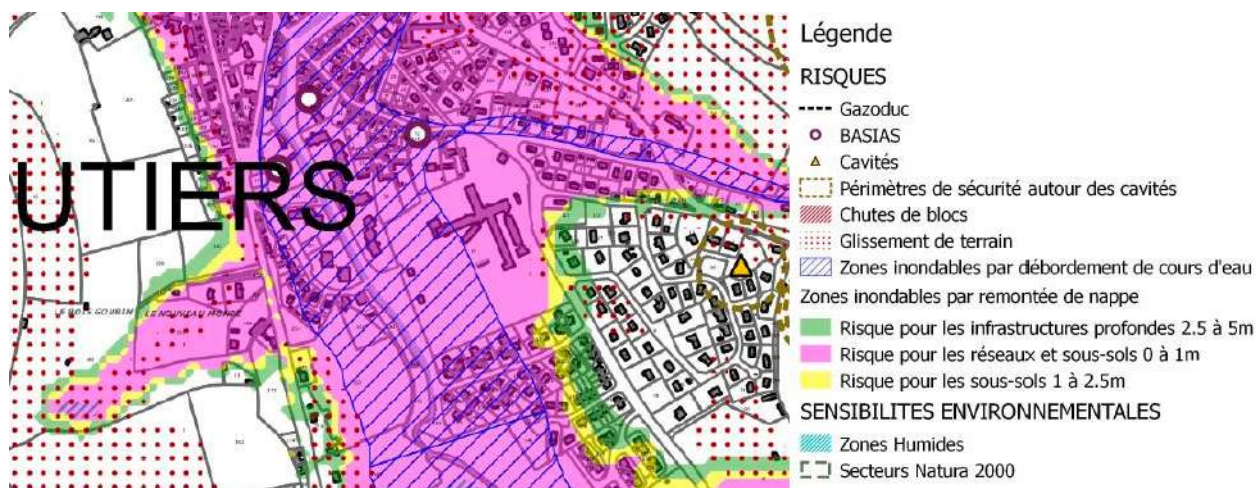 UTIERS
LE NOUVEAU MONDE
Légende
RISQUES
Gazoduc
BASIAS
Cavités
Périmètres de sécurité autour des cavités
Chutes de blocs
Glissement de terrain
Zones inondables par débordement de cours d'eau
Zones inondables par remontée de nappe
Risque pour les infrastructures profondes 2.5 à 5m
Risque pour les réseaux et sous-sols 0 à 1m
Risque pour les sous-sols 1 à 2.5m
SENSIBILITES ENVIRONNEMENTALES
Zones Humides
Secteurs Natura 2000